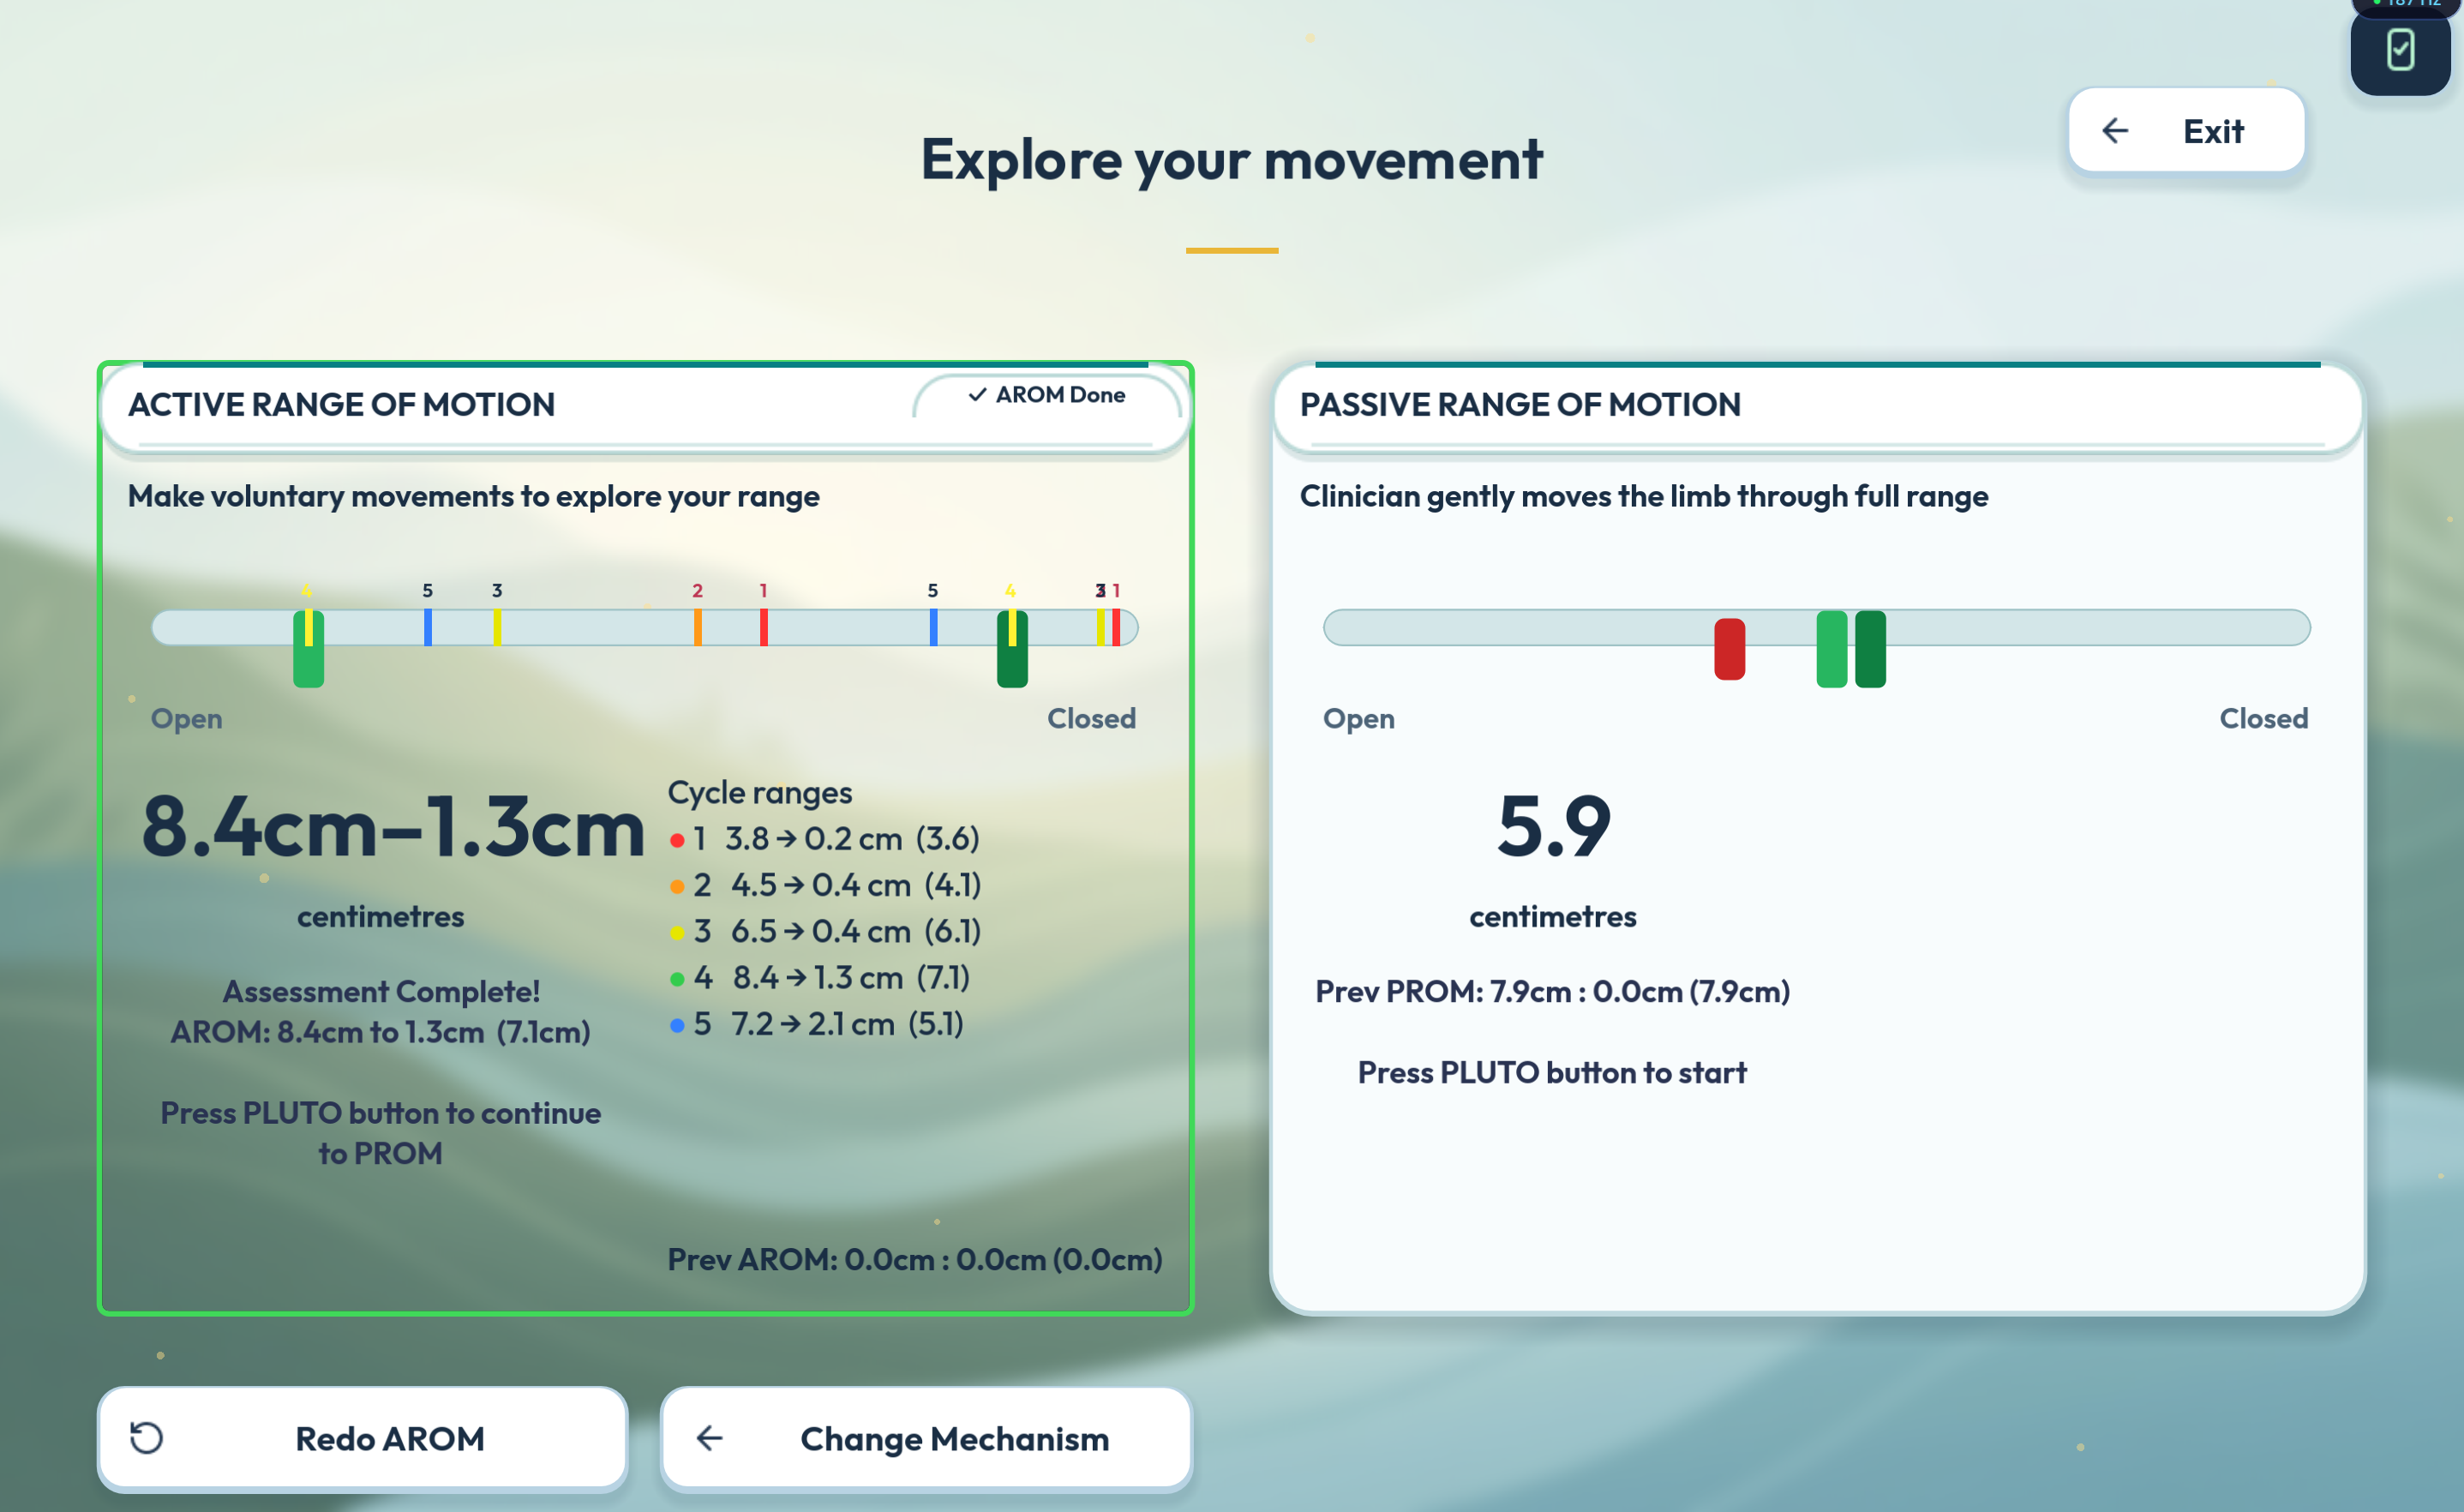 187 Hz
Exit
Explore your movement
ACTIVE RANGE OF MOTION
AROM Done
Make voluntary movements to explore your range
4 5 3 2 1 5 4 3 1
Open
Closed
8.4cm–1.3cm
centimetres
Assessment Complete!
AROM: 8.4cm to 1.3cm (7.1cm)
Press PLUTO button to continue
to PROM
Cycle ranges
1 3.8 → 0.2 cm (3.6)
2 4.5 → 0.4 cm (4.1)
3 6.5 → 0.4 cm (6.1)
4 8.4 → 1.3 cm (7.1)
5 7.2 → 2.1 cm (5.1)
Prev AROM: 0.0cm : 0.0cm (0.0cm)
PASSIVE RANGE OF MOTION
Clinician gently moves the limb through full range
Open
Closed
5.9
centimetres
Prev PROM: 7.9cm : 0.0cm (7.9cm)
Press PLUTO button to start
Redo AROM
Change Mechanism